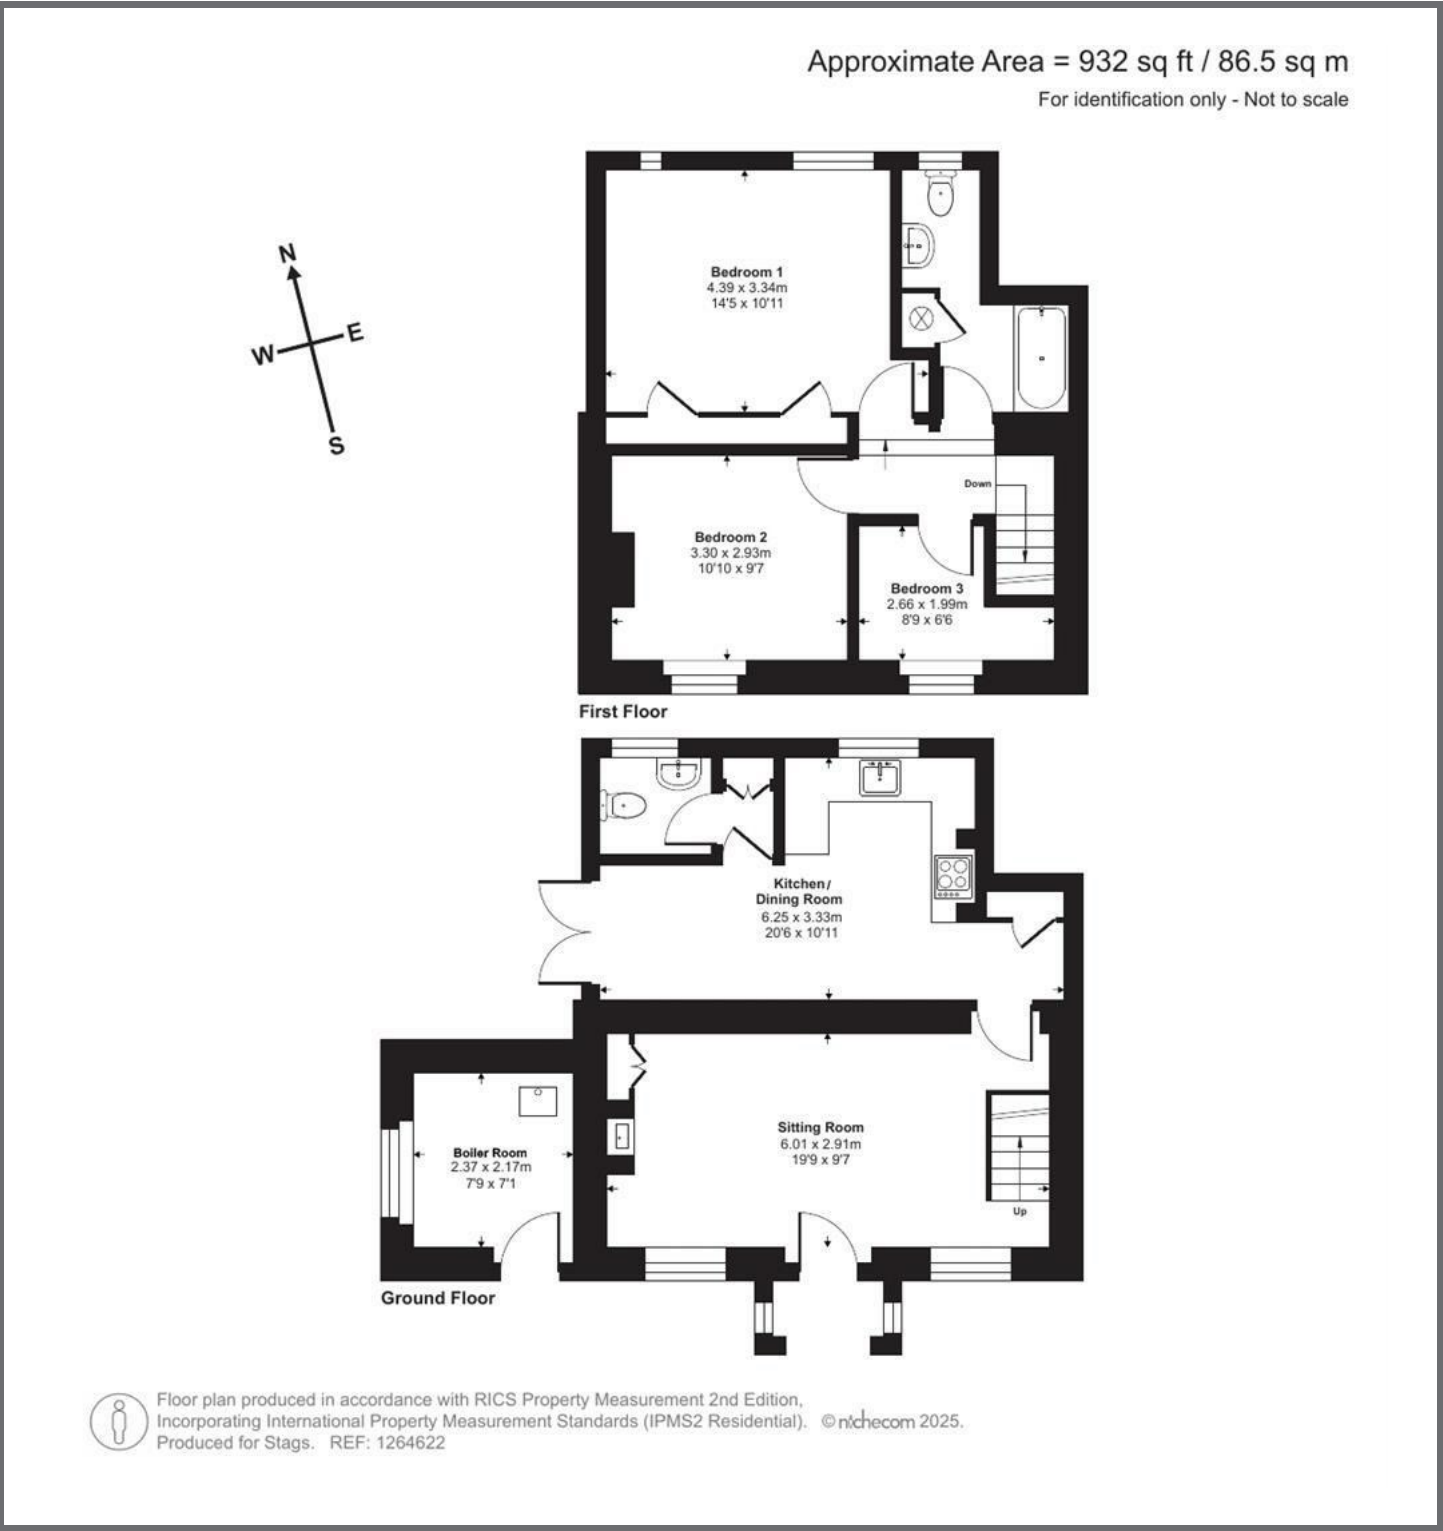 Approximate Area = 932 sq ft / 86.5 sq m
For identification only - Not to scale
N
E
W
S
Bedroom 1
4.39 x 3.34m
14'5 x 10'11
Down
Bedroom 2
3.30 x 2.93m
10'10 x 9'7
Bedroom 3
2.66 x 1.99m
8'9 x 6'6
First Floor
Kitchen/
Dining Room
6.25 x 3.33m
20'6 x 10'11
Sitting Room
6.01 x 2.91m
19'9 x 9'7
Boiler Room
2.37 x 2.17m
7'9 x 7'1
Up
Ground Floor
Floor plan produced in accordance with RICS Property Measurement 2nd Edition,
Incorporating International Property Measurement Standards (IPMS2 Residential). © nichecom 2025.
Produced for Stags. REF: 1264622